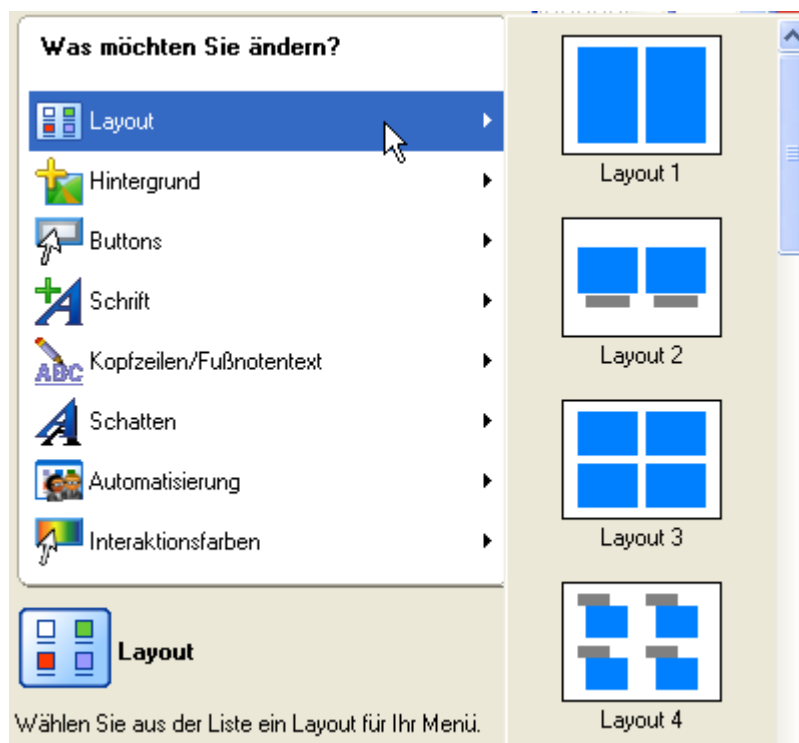 Was möchten Sie ändern?
Layout
Hintergrund
Buttons
Schrift
Kopfzeilen/Fußnotentext
ABC
Schatten
Automatisierung
Interaktionsfarben
Layout
Wählen Sie aus der Liste ein Layout für Ihr Menü.
Layout 1
Layout 2
Layout 3
Layout 4